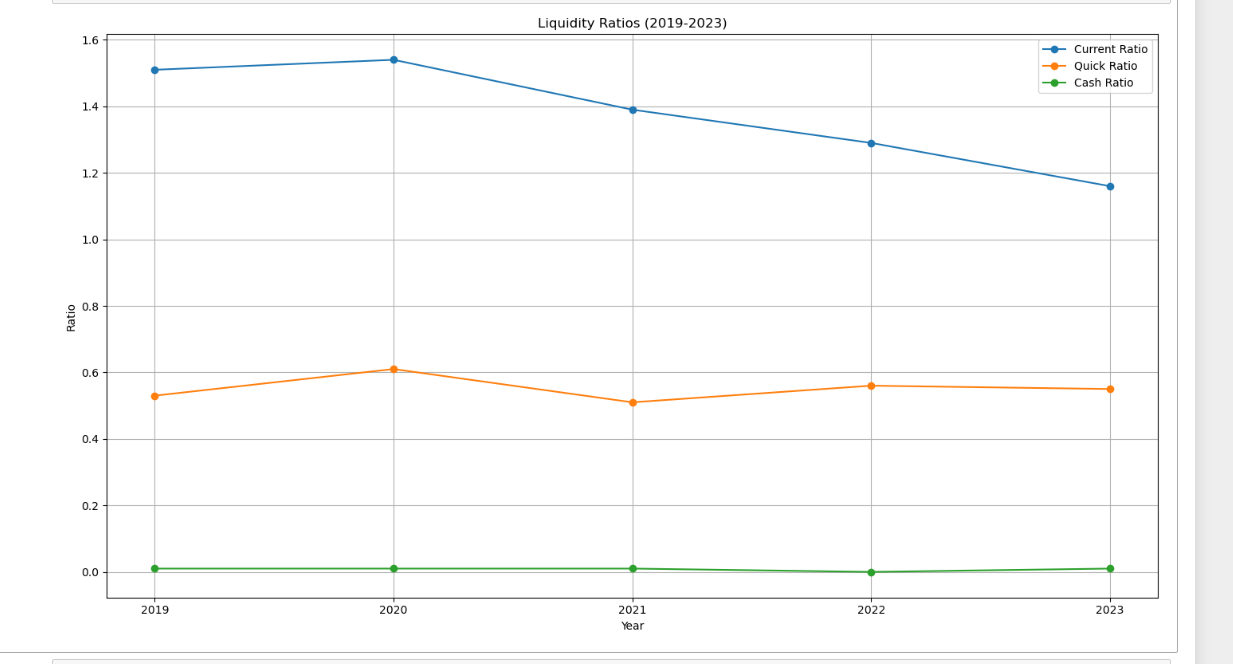 Liquidity Ratios (2019-2023)
1.6
1.4
1.2
1.0
0.8
0.6
0.4
0.2
0.0
Ratio
Current Ratio
Quick Ratio
Cash Ratio
2019 2020 2021 2022 2023
Year